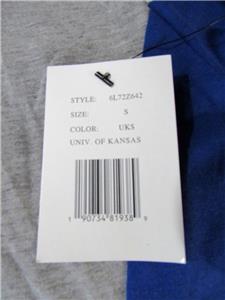 STYLE: 6L72Z642
SIZE: S
COLOR: UKS
UNIV. OF KANSAS
1 90734 81938 9